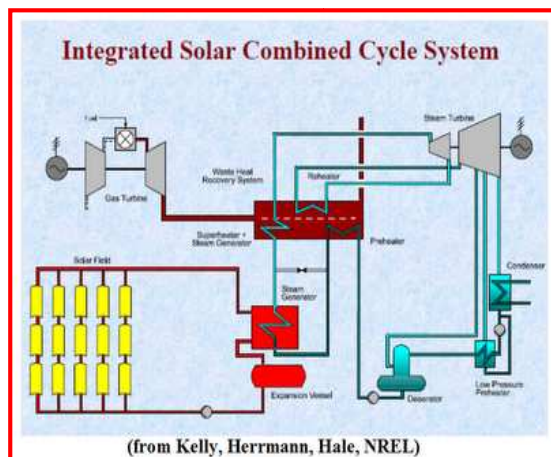 Integrated Solar Combined Cycle System
Fuel
Steam Turbine
Waste Heat
Recovery System
Reheater
Gas Turbine
Superheater +
Steam Generator
Preheater
Solar Field
Condenser
Steam
Generator
Expansion Vessel
Deaerator
Low Pressure
Preheater
(from Kelly, Herrmann, Hale, NREL)